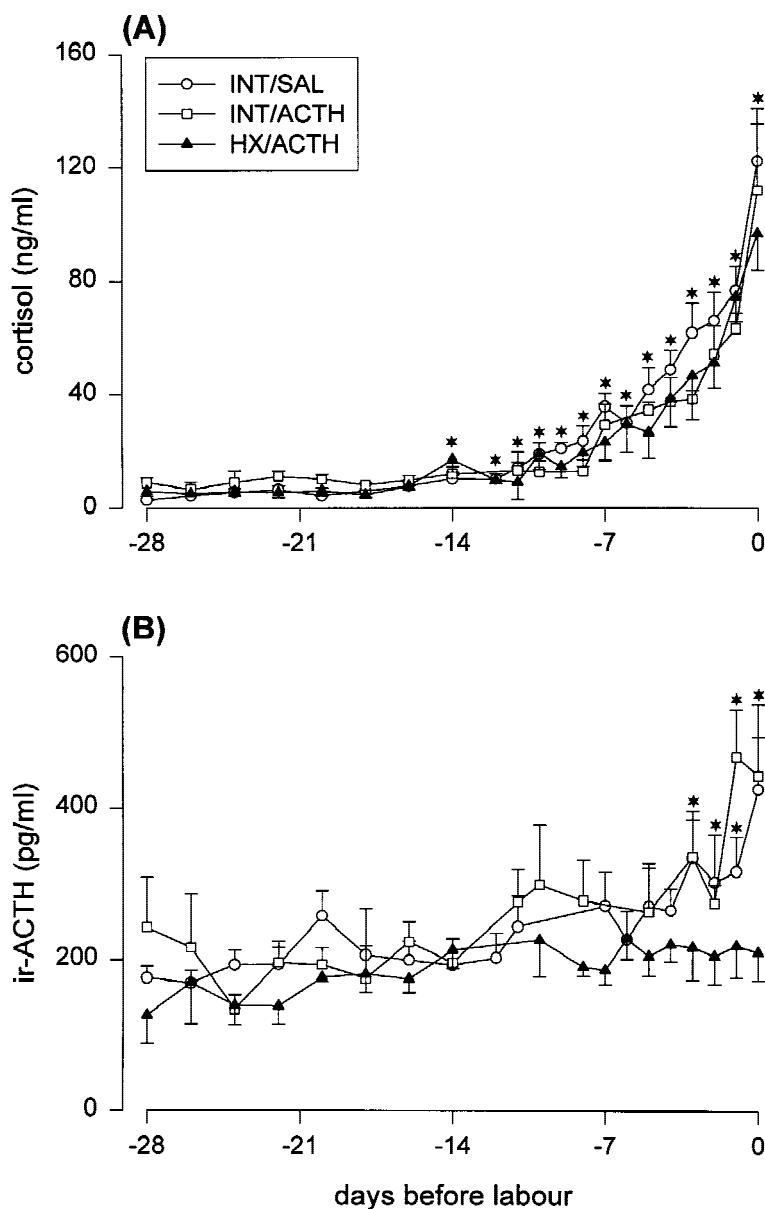 (A)
160
120
80
40
0
cortisol (ng/ml)
INT/SAL
INT/ACTH
HX/ACTH
* * * * * * * * * * * * * *
-28 -21 -14 -7 0
(B)
600
400
200
0
ir-ACTH (pg/ml)
* * * * *
-28 -21 -14 -7 0
days before labour